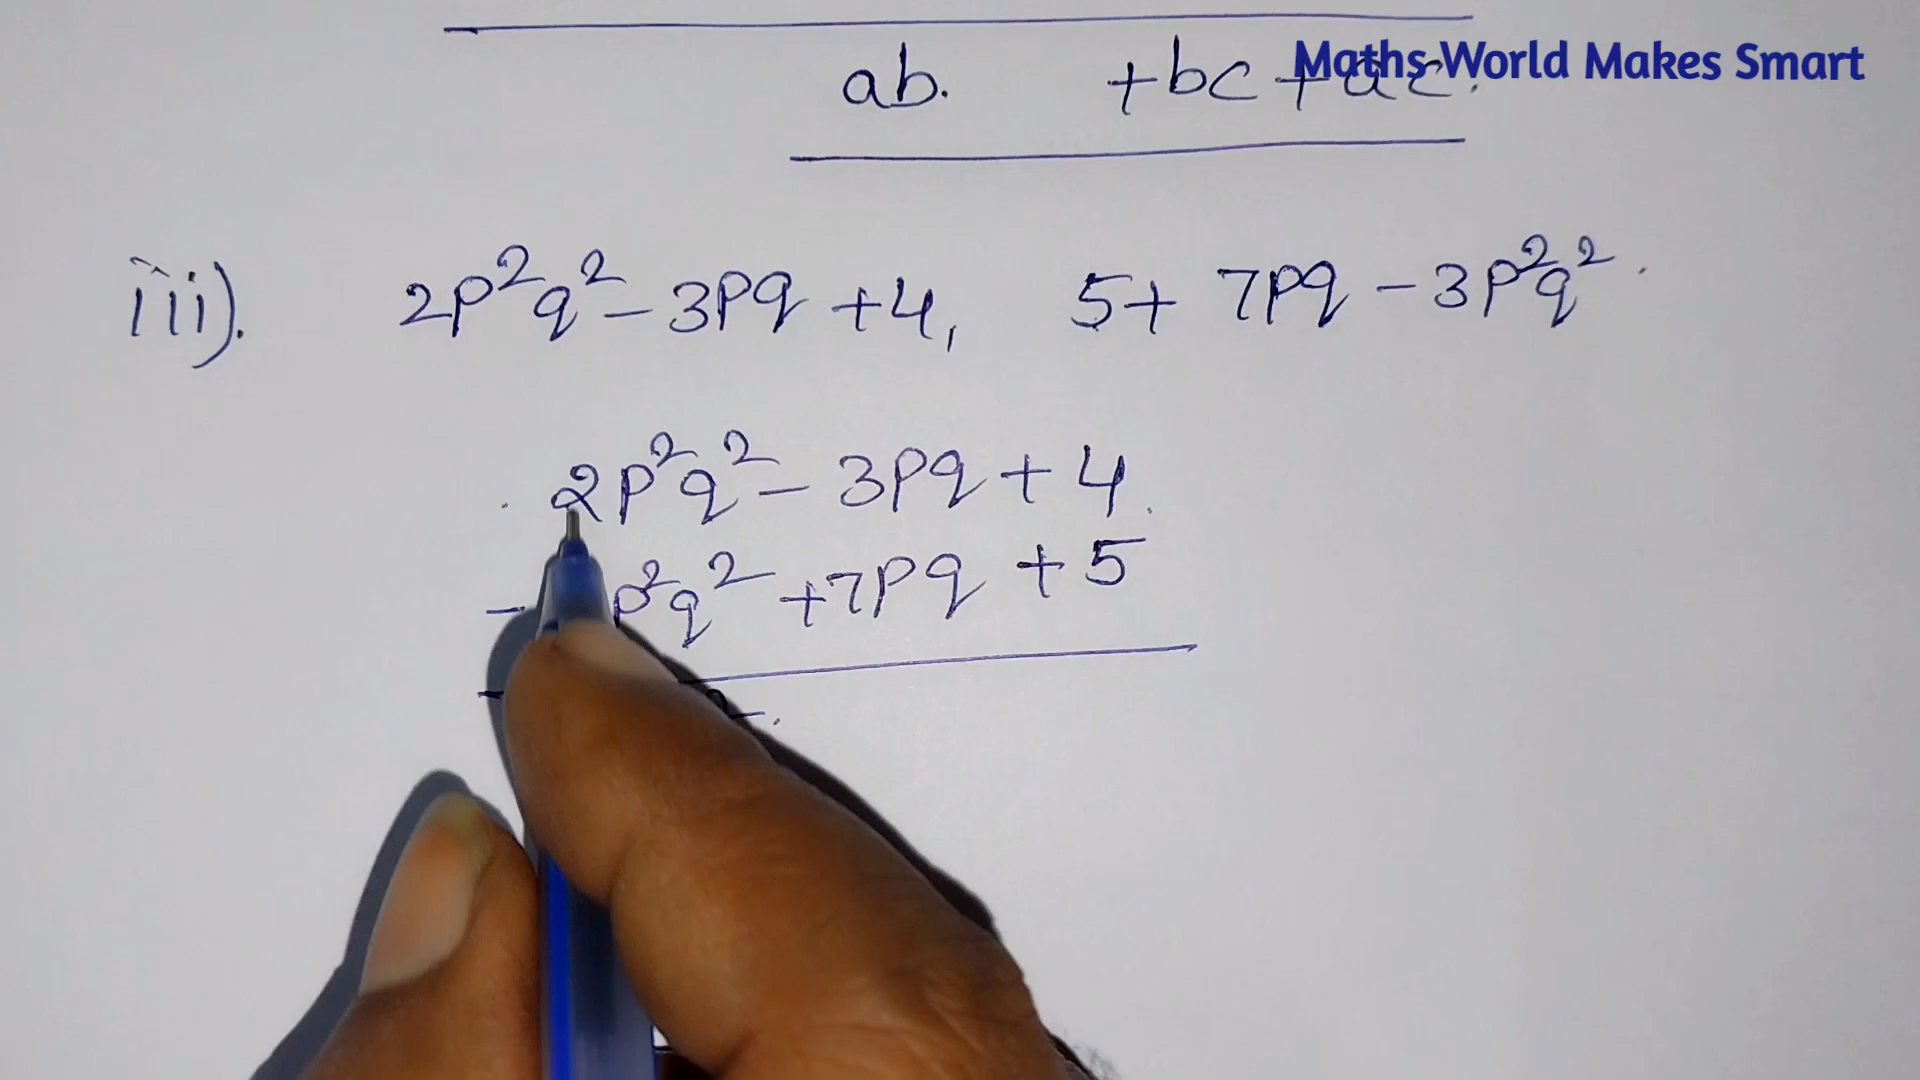 Maths World Makes Smart
ab. +bc +ac.
iii). 2p²q² - 3pq + 4, 5 + 7pq - 3p²q².
2p²q² - 3pq + 4
- p²q² + 7pq + 5